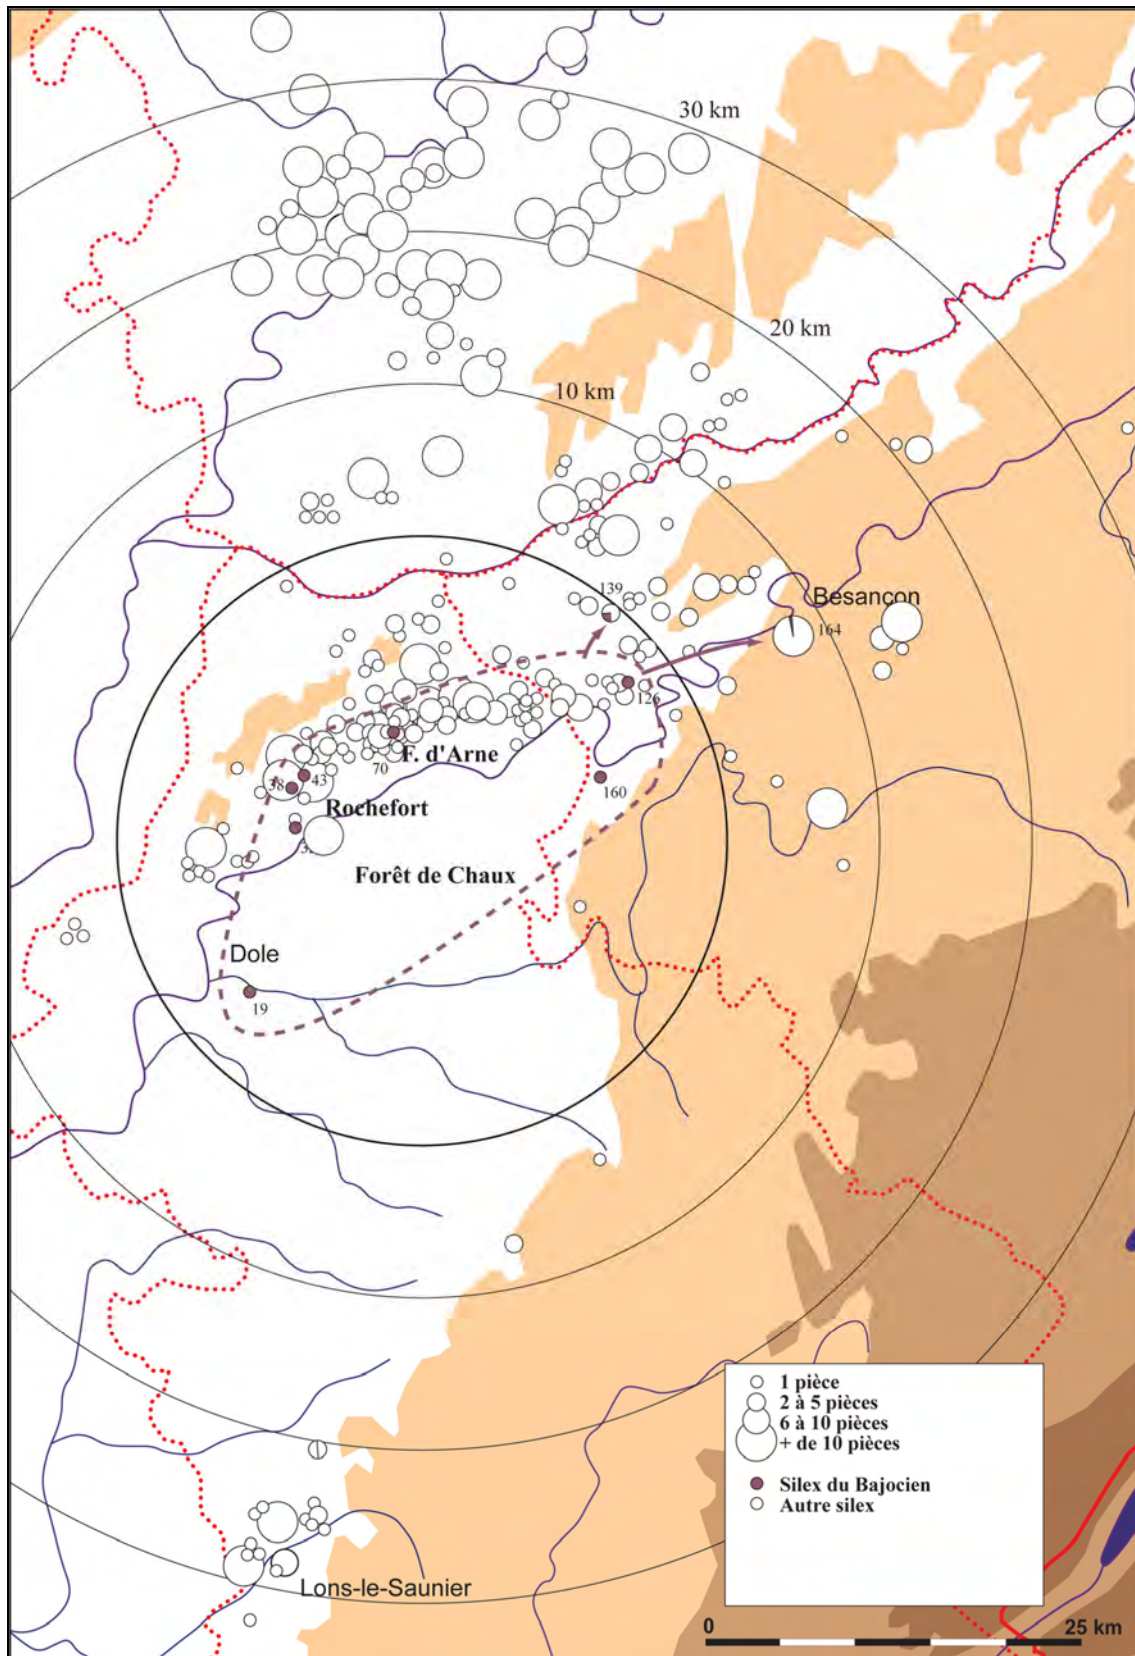 30 km
20 km
10 km
139
Besançon
164
126
F. d'Arne
70
43
38
160
Rochefort
Forêt de Chaux
Dole
19
1 pièce
2 à 5 pièces
6 à 10 pièces
+ de 10 pièces
Silex du Bajocien
Autre silex
Lons-le-Saunier
0 25 km